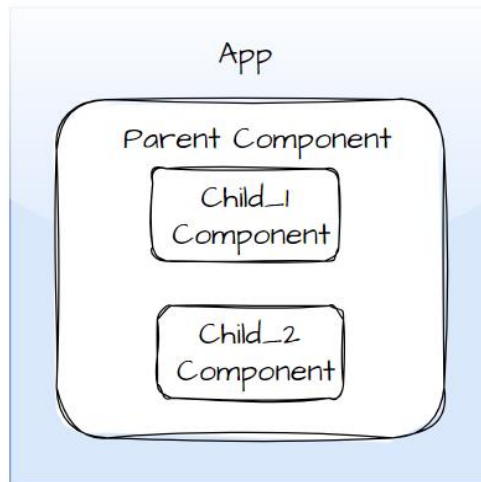 App
Parent Component
Child_1
Component
Child_2
Component